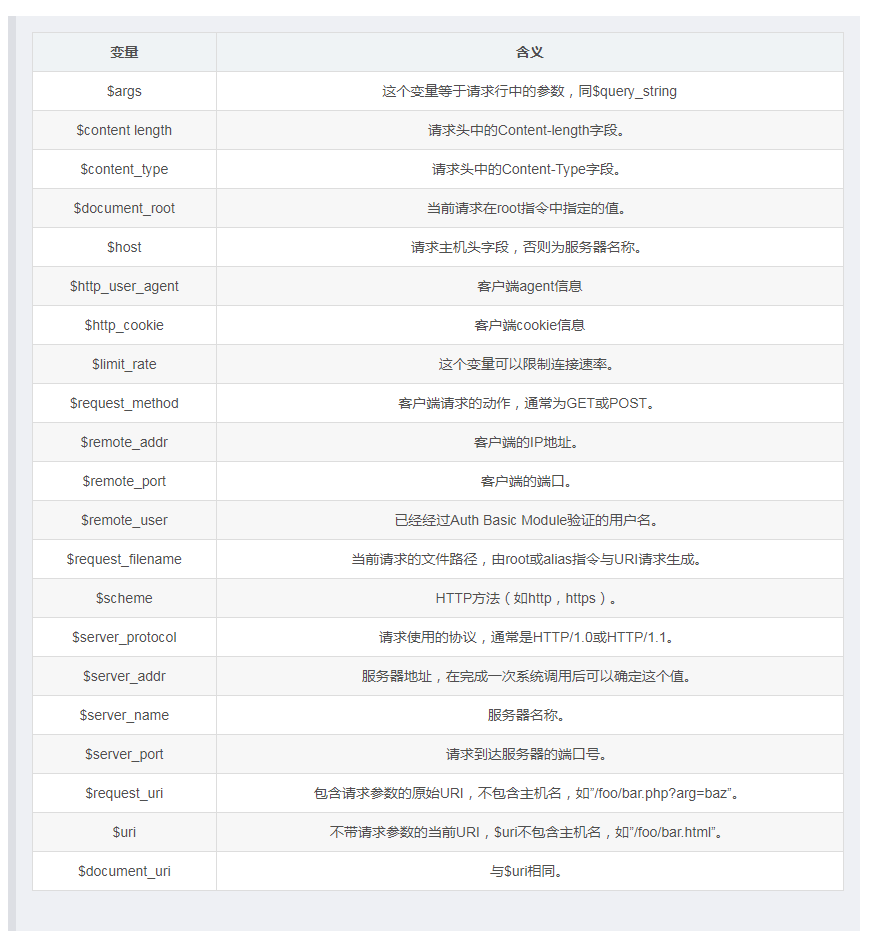 变量 含义
$args 这个变量等于请求行中的参数，同$query_string
$content length 请求头中的Content-length字段。
$content_type 请求头中的Content-Type字段。
$document_root 当前请求在root指令中指定的值。
$host 请求主机头字段，否则为服务器名称。
$http_user_agent 客户端agent信息
$http_cookie 客户端cookie信息
$limit_rate 这个变量可以限制连接速率。
$request_method 客户端请求的动作，通常为GET或POST。
$remote_addr 客户端的IP地址。
$remote_port 客户端的端口。
$remote_user 已经经过Auth Basic Module验证的用户名。
$request_filename 当前请求的文件路径，由root或alias指令与URI请求生成。
$scheme HTTP方法（如http，https）。
$server_protocol 请求使用的协议，通常是HTTP/1.0或HTTP/1.1。
$server_addr 服务器地址，在完成一次系统调用后可以确定这个值。
$server_name 服务器名称。
$server_port 请求到达服务器的端口号。
$request_uri 包含请求参数的原始URI，不包含主机名，如”/foo/bar.php?arg=baz”。
$uri 不带请求参数的当前URI，$uri不包含主机名，如”/foo/bar.html”。
$document_uri 与$uri相同。